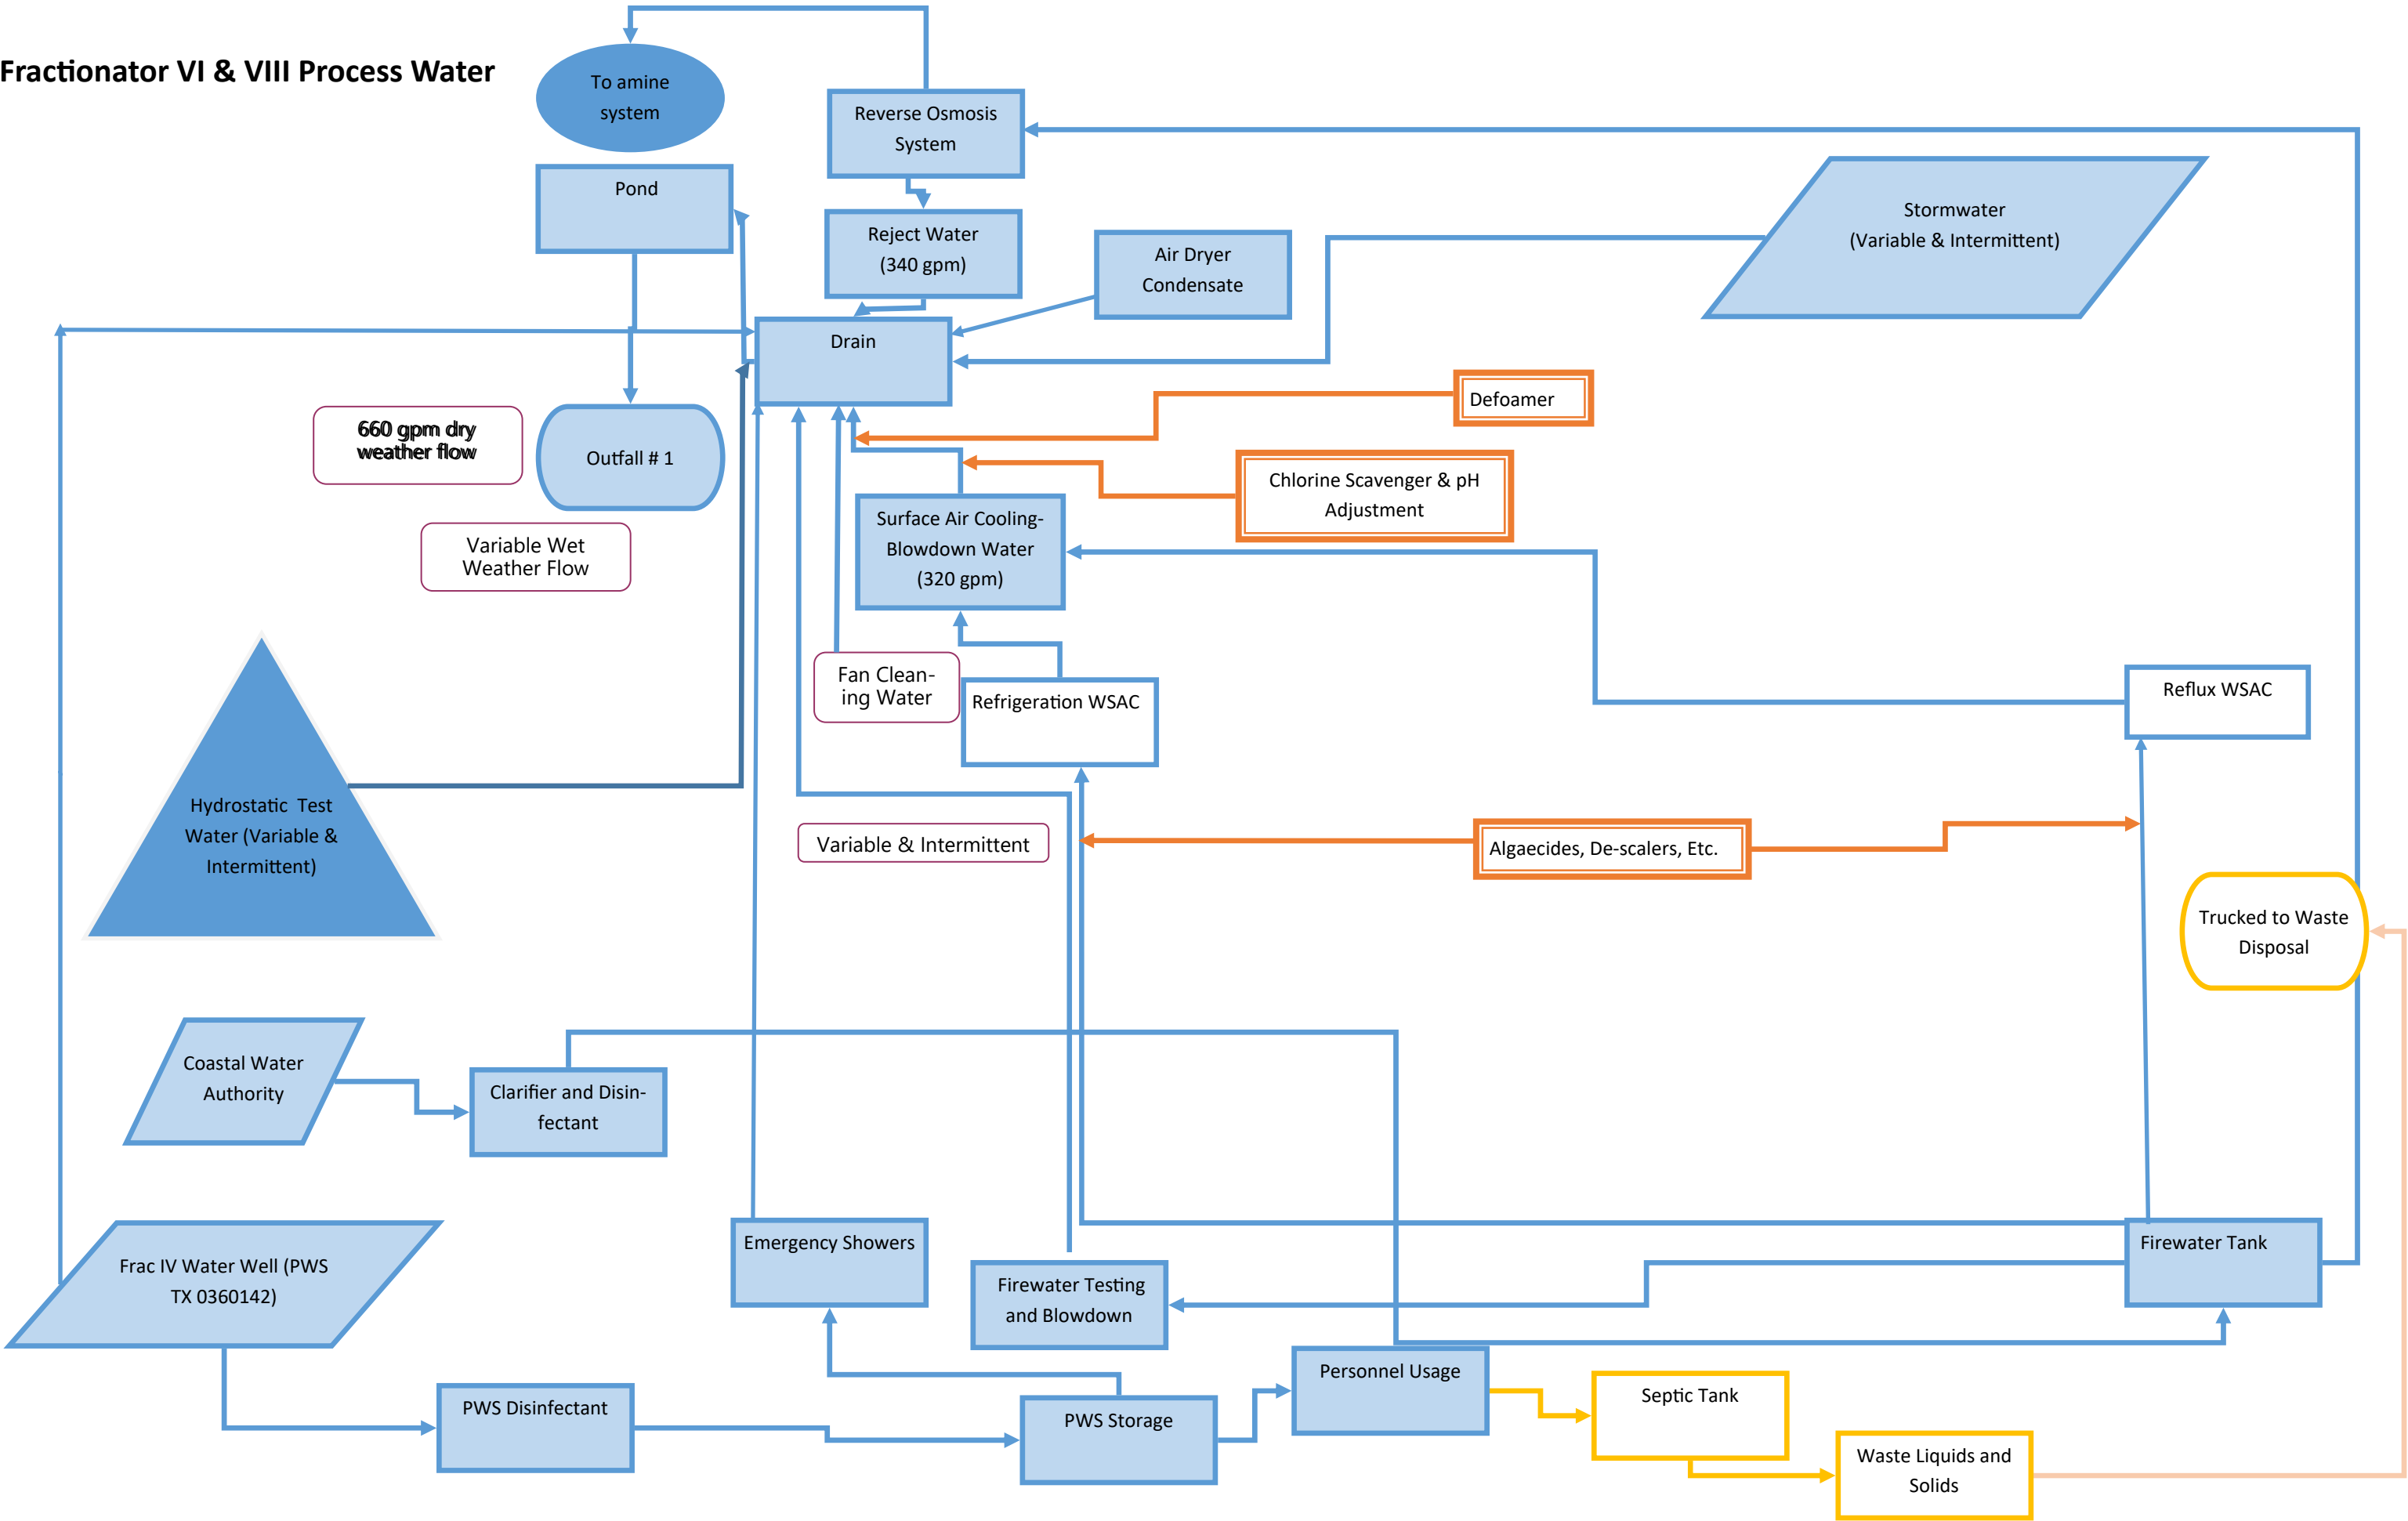 Fractionator VI & VIII Process Water
To amine
system
Reverse Osmosis
System
Pond
Stormwater
(Variable & Intermittent)
Reject Water
(340 gpm)
Air Dryer
Condensate
Drain
Defoamer
660 gpm dry
weather flow
Outfall # 1
Chlorine Scavenger & pH
Adjustment
Surface Air Cooling-
Blowdown Water
(320 gpm)
Variable Wet
Weather Flow
Fan Clean-
ing Water
Refrigeration WSAC
Reflux WSAC
Hydrostatic Test
Water (Variable &
Intermittent)
Variable & Intermittent
Algaecides, De-scalers, Etc.
Trucked to Waste
Disposal
Coastal Water
Authority
Clarifier and Disin-
fectant
Emergency Showers
Firewater Tank
Frac IV Water Well (PWS
TX 0360142)
Firewater Testing
and Blowdown
Personnel Usage
Septic Tank
PWS Disinfectant
PWS Storage
Waste Liquids and
Solids